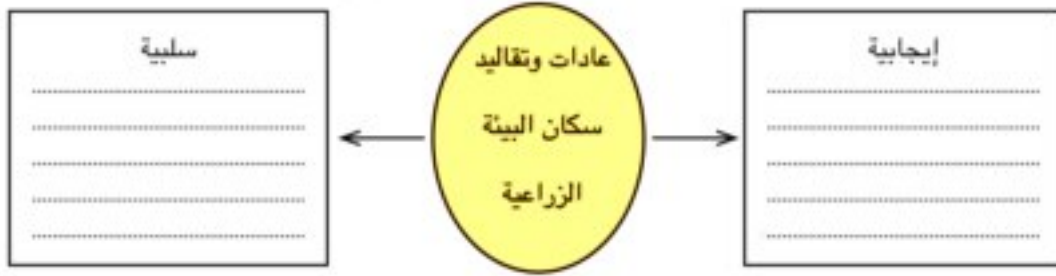 إيجابية
عادات وتقاليد
سكان البيئة
الزراعية
سلبية